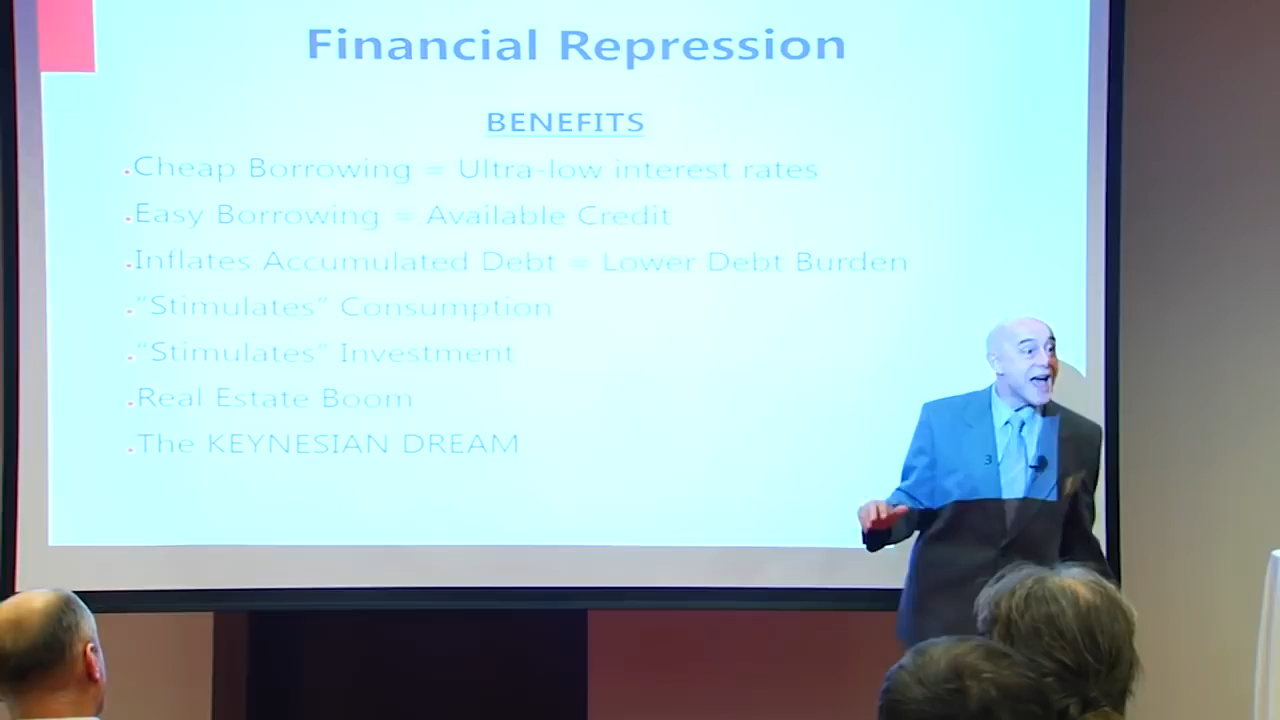 Financial Repression
BENEFITS
.Cheap Borrowing = Ultra-low interest rates
.Easy Borrowing = Available Credit
.Inflates Accumulated Debt = Lower Debt Burden
."Stimulates" Consumption
."Stimulates" Investment
.Real Estate Boom
.The KEYNESIAN DREAM
3